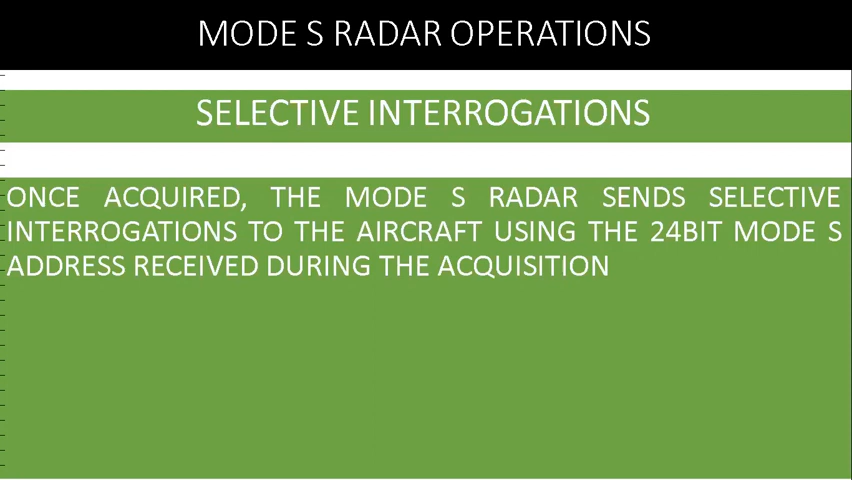 MODE S RADAR OPERATIONS
SELECTIVE INTERROGATIONS
ONCE ACQUIRED, THE MODE S RADAR SENDS SELECTIVE
INTERROGATIONS TO THE AIRCRAFT USING THE 24BIT MODE S
ADDRESS RECEIVED DURING THE ACQUISITION